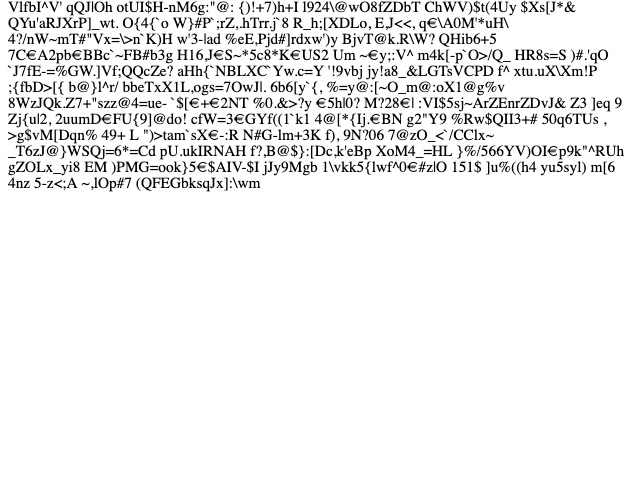 VlfbI^V' qQJ|Oh otUI$H-nM6g:"@: {)!+7)h+I l924\@wO8fZDbT ChWV)$t(4Uy $Xs[J*&
QYu'aRJXrP]_wt. O{4{`o W}#P`;rZ,.hTrr.j`8 R_h;[XDLo, E,J<<, q€\A0M'*uH\
4?/nW~mT#"Vx=\>n`K)H w'3-|ad %eE,Pjd#]rdxw')y BjvT@k.R\W? QHib6+5
7C€A2pb€BBc`~FB#b3g H16,J€S~*5c8*K€US2 Um ~€y;:V^ m4k[-p`O>/Q_ HR8s=S )#.'qO
`J7fE-=%GW.]Vf;QQcZe? aHh{`NBLXC`Yw.c=Y '!9vbj jy!a8_&LGTsVCPD f^ xtu.uX\Xm!P
;{fbD>[{ b@}l^r/ bbeTxX1L,ogs=7OwJ|. 6b6[y`{, %=y@:[~O_m@:oX1@g%v
8WzJQk.Z7+"szz@4=ue-`$[€+€2NT %0.&>?y €5h|0? M?28€| :VI$5sj~ArZEnrZDvJ& Z3 ]eq 9
Zj{u|2, 2uumD€FU{9]@do! cfW=3€GYf((1`k1 4@[*{Ij.€BN g2"Y9 %Rw$QII3+# 50q6TUs ,
>g$vM[Dqn% 49+ L ")>tam`sX€-:R N#G-lm+3K f), 9N?06 7@zO_<`/CClx~
_T6zJ@}WSQj=6*=Cd pU.ukIRNAH f?,B@$}:[Dc,k'eBp XoM4_=HL }%/566YV)OI€p9k"^RUh
gZOLx_yi8 EM )PMG=ook}5€$AIV-$I jJy9Mgb 1\vkk5{lwf^0€#z|O 151$ ]u%((h4 yu5syl) m[6
4nz 5-z<;A ~,lOp#7 (QFEGbksqJx]:\wm